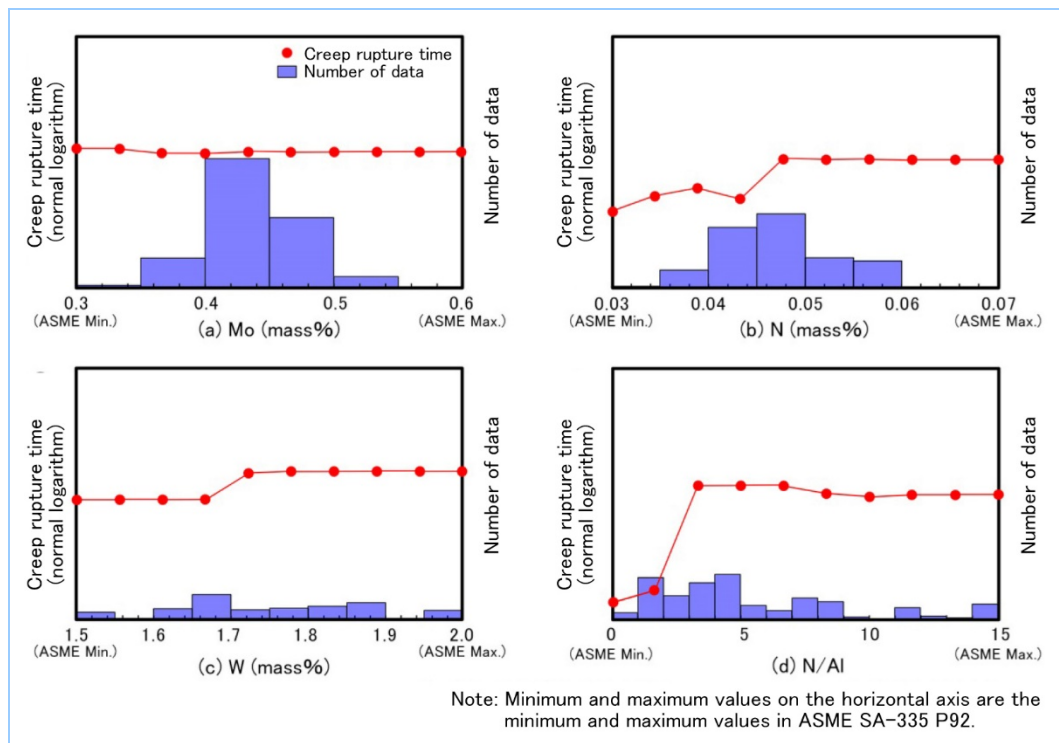 Creep rupture time
Number of data
Creep rupture time
(normal logarithm)
Number of data
0.3
0.4
0.5
0.6
(ASME Min.)
(ASME Max.)
(a) Mo (mass%)
Creep rupture time
(normal logarithm)
Number of data
0.03
0.04
0.05
0.06
0.07
(ASME Min.)
(ASME Max.)
(b) N (mass%)
Creep rupture time
(normal logarithm)
Number of data
1.5
1.6
1.7
1.8
1.9
2.0
(ASME Min.)
(ASME Max.)
(c) W (mass%)
Creep rupture time
(normal logarithm)
Number of data
0
5
10
15
(ASME Min.)
(ASME Max.)
(d) N/Al
Note: Minimum and maximum values on the horizontal axis are the
minimum and maximum values in ASME SA-335 P92.